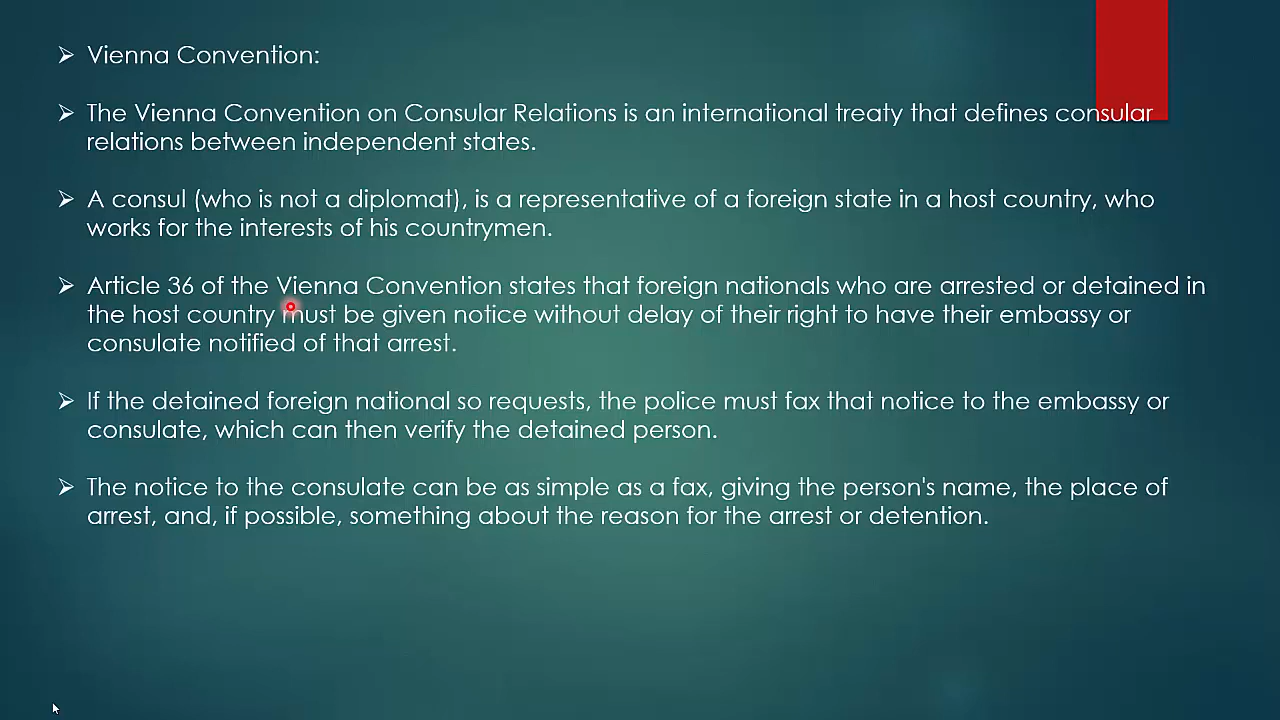 Vienna Convention:
The Vienna Convention on Consular Relations is an international treaty that defines consular
relations between independent states.
A consul (who is not a diplomat), is a representative of a foreign state in a host country, who
works for the interests of his countrymen.
Article 36 of the Vienna Convention states that foreign nationals who are arrested or detained in
the host country must be given notice without delay of their right to have their embassy or
consulate notified of that arrest.
If the detained foreign national so requests, the police must fax that notice to the embassy or
consulate, which can then verify the detained person.
The notice to the consulate can be as simple as a fax, giving the person's name, the place of
arrest, and, if possible, something about the reason for the arrest or detention.